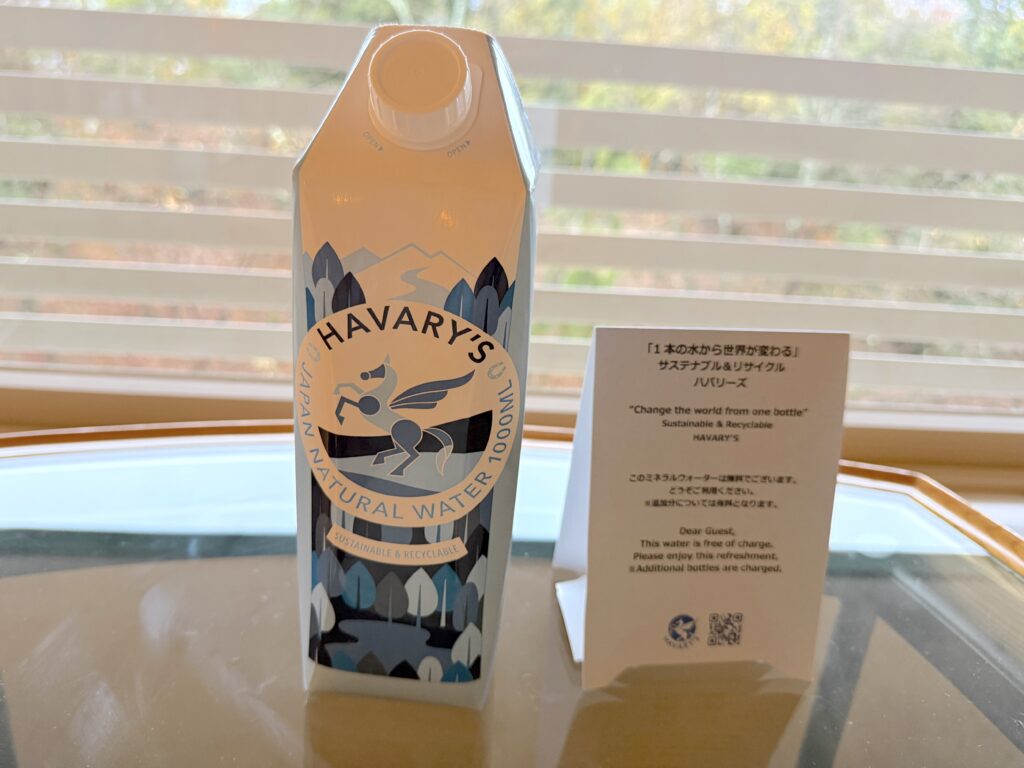 OPEN
OPEN
HAVARY'S
JAPAN NATURAL WATER 1000ML
SUSTAINABLE & RECYCLABLE
「1本の水から世界が変わる」
サステナブル&リサイクル
ハバリーズ
"Change the world from one bottle"
Sustainable & Recyclable
HAVARY'S
このミネラルウォーターは無料でございます。
どうぞご利用ください。
※追加分については有料となります。
Dear Guest,
This water is free of charge.
Please enjoy this refreshment.
※Additional bottles are charged.
HAVARY'S